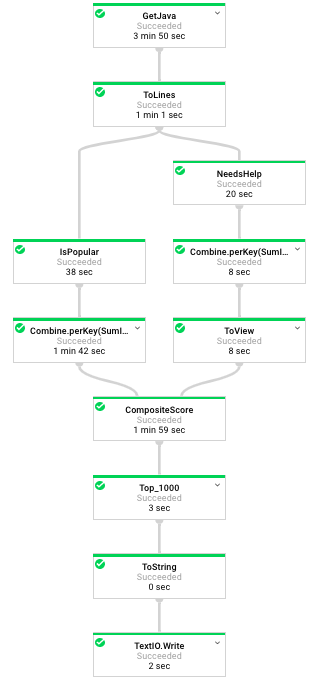 GetJava
Succeeded
3 min 50 sec
ToLines
Succeeded
1 min 1 sec
NeedsHelp
Succeeded
20 sec
IsPopular
Succeeded
38 sec
Combine.perKey(SumI...
Succeeded
8 sec
Combine.perKey(SumI...
Succeeded
1 min 42 sec
ToView
Succeeded
8 sec
CompositeScore
Succeeded
1 min 59 sec
Top_1000
Succeeded
3 sec
ToString
Succeeded
0 sec
TextIO.Write
Succeeded
2 sec